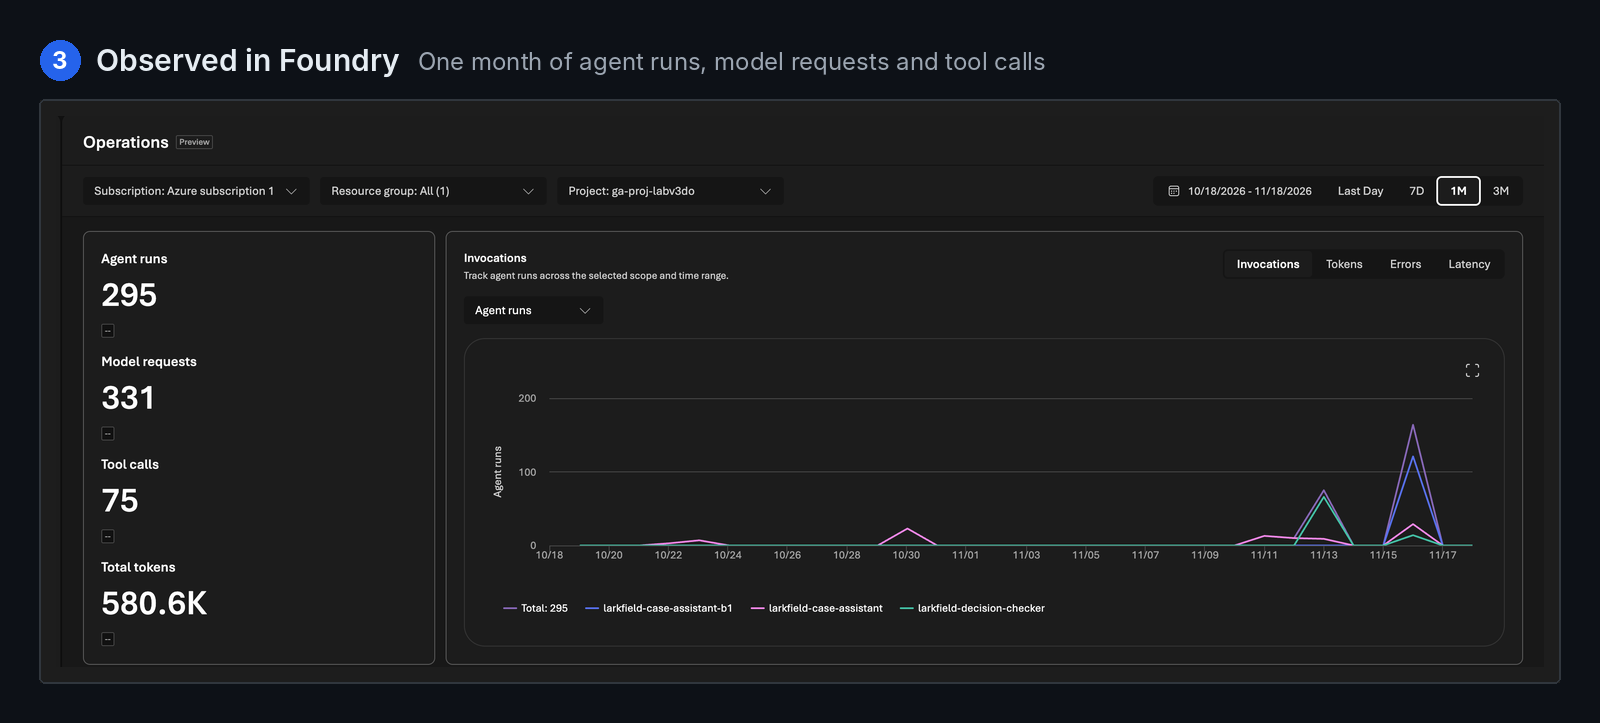 3 Observed in Foundry One month of agent runs, model requests and tool calls
Operations Preview
Subscription: Azure subscription 1 Resource group: All (1) Project: ga-proj-labv3do 10/18/2026 - 11/18/2026 Last Day 7D 1M 3M
Agent runs
295
--
Model requests
331
--
Tool calls
75
--
Total tokens
580.6K
--
Invocations
Track agent runs across the selected scope and time range.
Invocations Tokens Errors Latency
Agent runs
Agent runs
200
100
0
10/18 10/20 10/22 10/24 10/26 10/28 10/30 11/01 11/03 11/05 11/07 11/09 11/11 11/13 11/15 11/17
Total: 295 larkfield-case-assistant-b1 larkfield-case-assistant larkfield-decision-checker